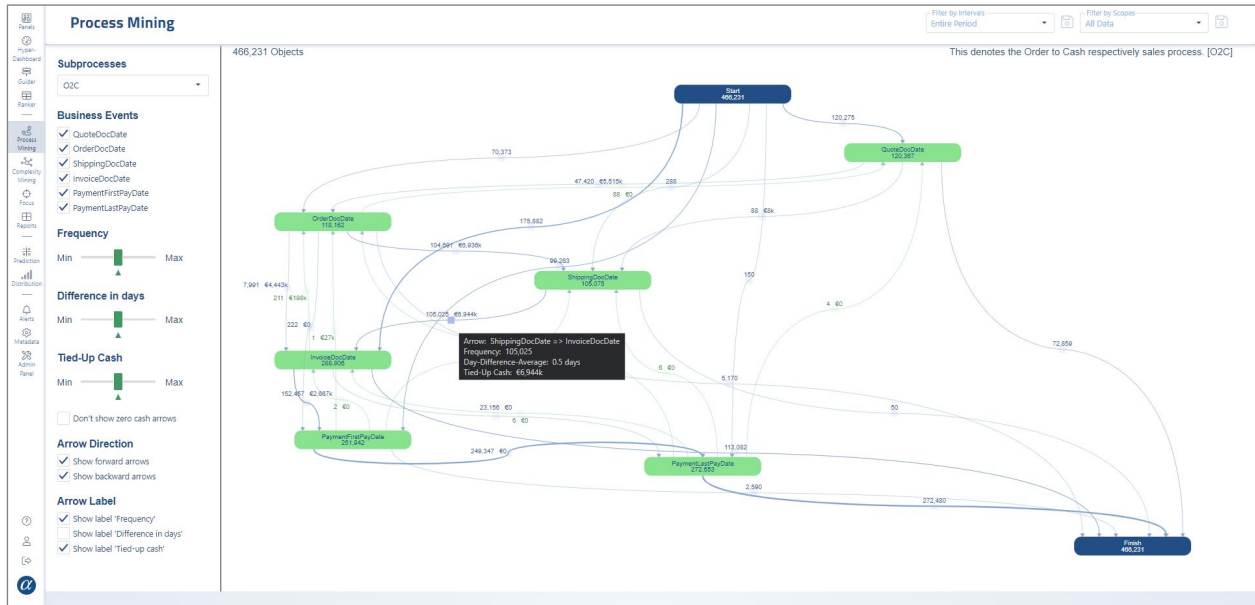 Panels
Hyper-
Dashboard
Guider
Ranker
Process
Mining
Complexity
Mining
Focus
Reports
Prediction
Distribution
Alerts
Metadata
Admin
Panel
α
Process Mining
Filter by Intervals
Entire Period
Filter by Scopes
All Data
Subprocesses
O2C
Business Events
QuoteDocDate
OrderDocDate
ShippingDocDate
InvoiceDocDate
PaymentFirstPayDate
PaymentLastPayDate
Frequency
Min Max
Difference in days
Min Max
Tied-Up Cash
Min Max
Don't show zero cash arrows
Arrow Direction
Show forward arrows
Show backward arrows
Arrow Label
Show label 'Frequency'
Show label 'Difference in days'
Show label 'Tied-up cash'
466,231 Objects
This denotes the Order to Cash respectively sales process. [O2C]
Start
466,231
120,275
QuoteDocDate
120,367
70,373
47,420 €5,515k
288
88 €0
88 €8k
OrderDocDate
118,162
175,882
104,691 €6,936k
99,263
ShippingDocDate
105,075
150
7,991 €4,443k
211 €196k
105,025 €6,944k
4 €0
222 €0
1 €27k
72,859
Arrow: ShippingDocDate => InvoiceDocDate
Frequency: 105,025
Day-Difference-Average: 0.5 days
Tied-Up Cash: €6,944k
InvoiceDocDate
288,906
6 €0
5,170
152,457 €2,687k
2 €0
23,156 €0
6 €0
50
PaymentFirstPayDate
251,942
249,347 €0
113,082
PaymentLastPayDate
272,653
2,590
272,480
Finish
466,231